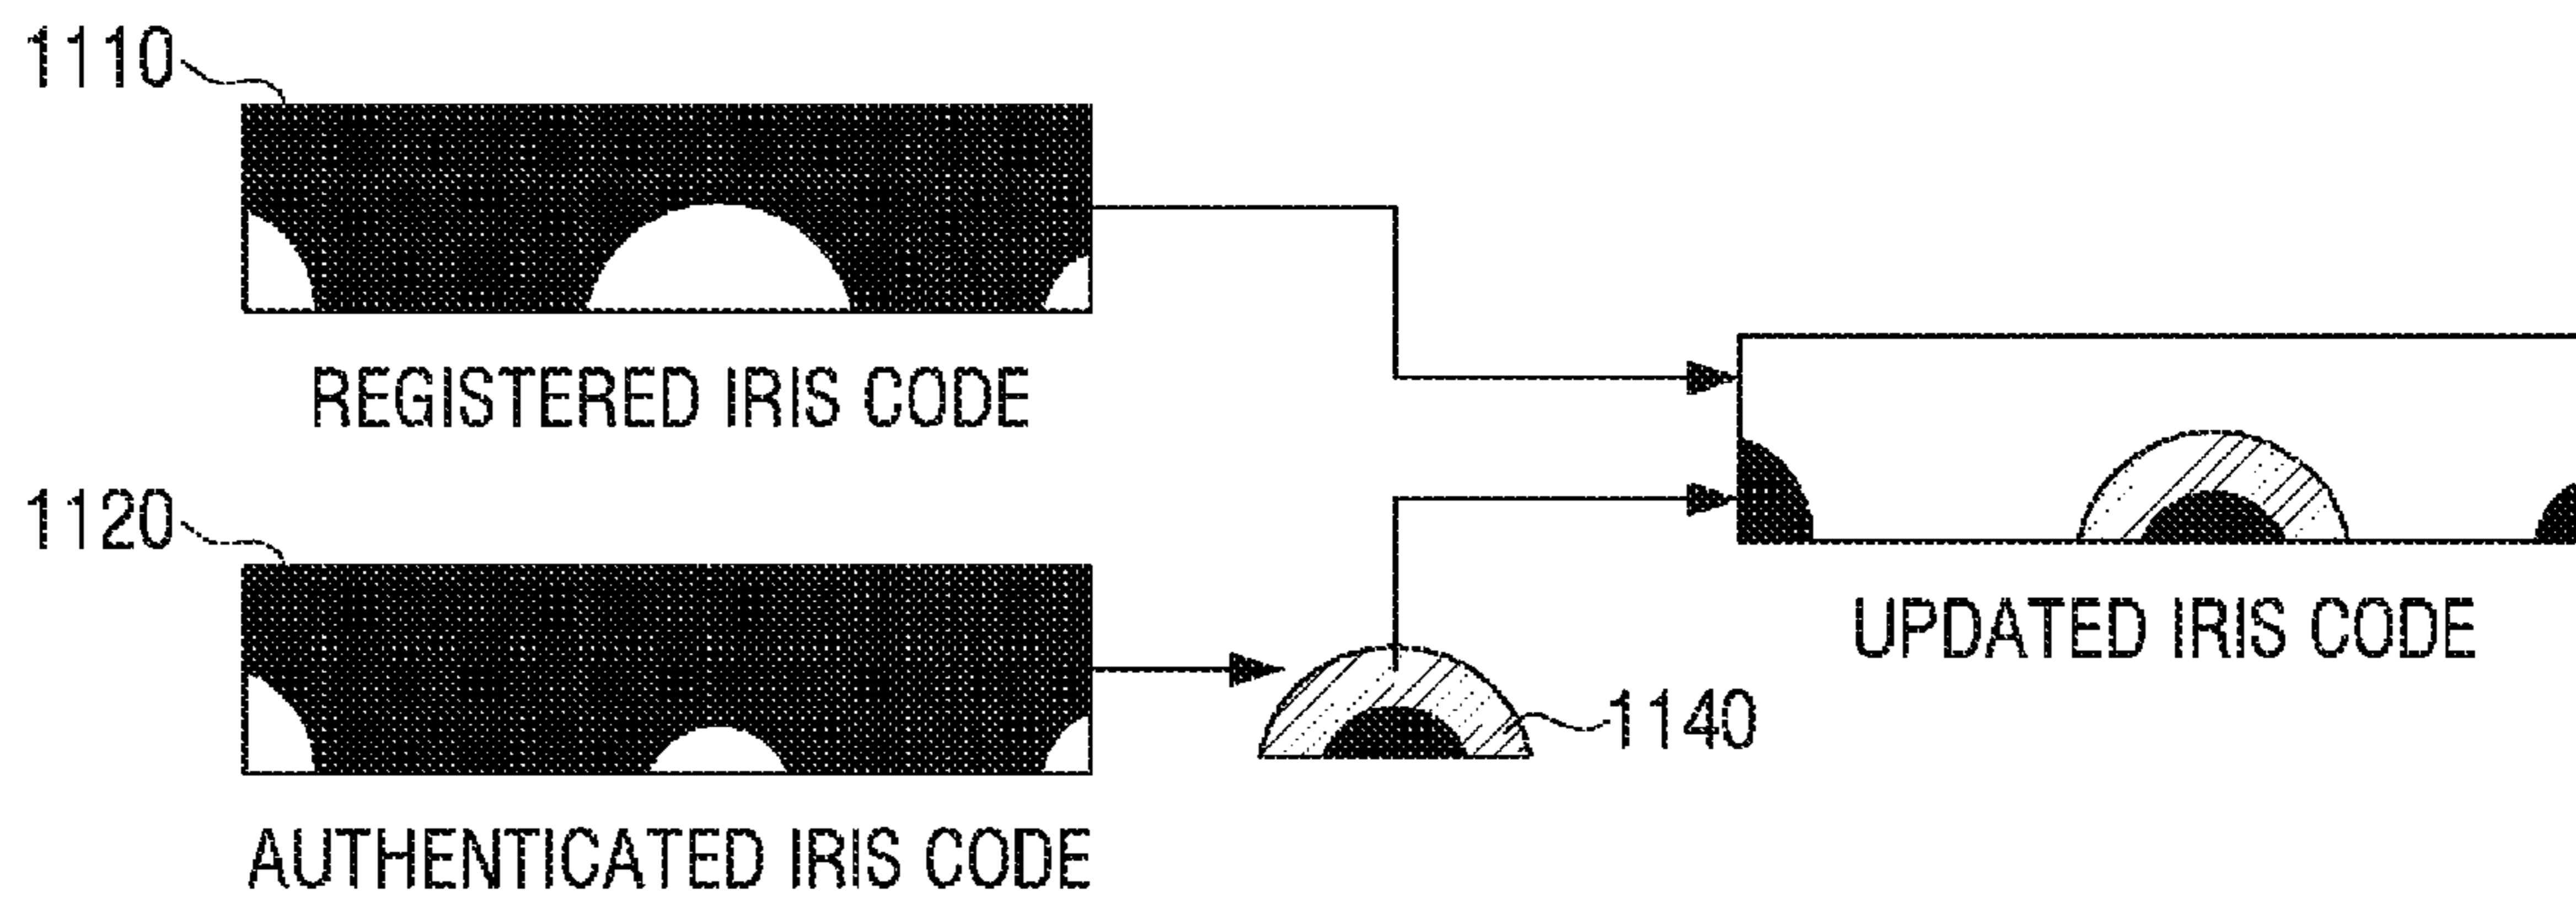 1110
REGISTERED IRIS CODE
1120
UPDATED IRIS CODE
1140
AUTHENTICATED IRIS CODE